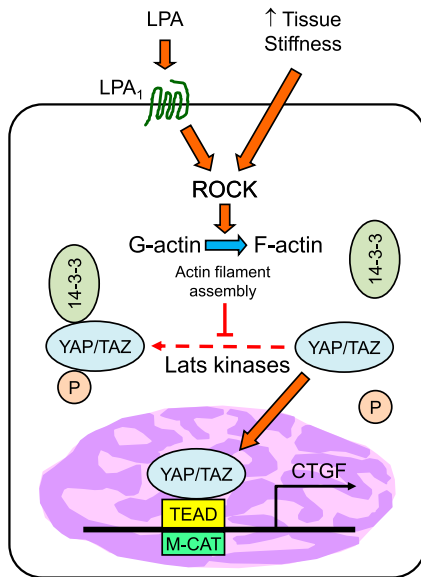 LPA
↑ Tissue
Stiffness
LPA₁
ROCK
G-actin
F-actin
Actin filament
assembly
14-3-3
14-3-3
YAP/TAZ
YAP/TAZ
Lats kinases
P
P
YAP/TAZ
CTGF
TEAD
M-CAT